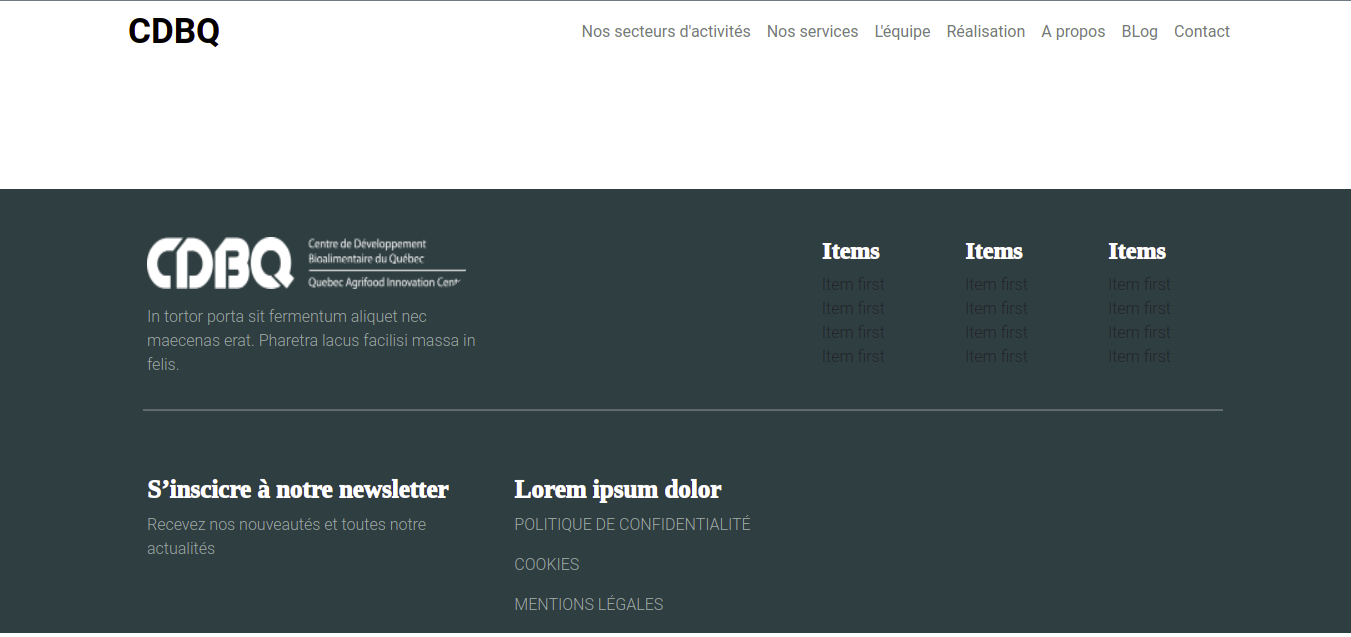 CDBQ
Nos secteurs d'activités Nos services L'équipe Réalisation A propos BLog Contact
CDBQ
Centre de Développement
Bioalimentaire du Québec
Quebec Agrifood Innovation
In tortor porta sit fermentum aliquet nec
maecenas erat. Pharetra lacus facilisi massa in
felis.
Items
Item first
Item first
Item first
Item first
Items
Item first
Item first
Item first
Item first
Items
Item first
Item first
Item first
Item first
S’inscicre à notre newsletter
Recevez nos nouveautés et toutes notre
actualités
Lorem ipsum dolor
POLITIQUE DE CONFIDENTIALITÉ
COOKIES
MENTIONS LÉGALES